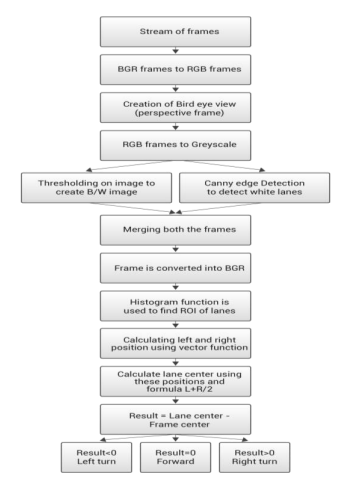 Stream of frames
BGR frames to RGB frames
Creation of Bird eye view
(perspective frame)
RGB frames to Greyscale
Thresholding on image to
create B/W image
Canny edge Detection
to detect white lanes
Merging both the frames
Frame is converted into BGR
Histogram function is
used to find ROI of lanes
Calculating left and right
position using vector function
Calculate lane center using
these positions and
formula L+R/2
Result = Lane center -
Frame center
Result<0
Left turn
Result=0
Forward
Result>0
Right turn